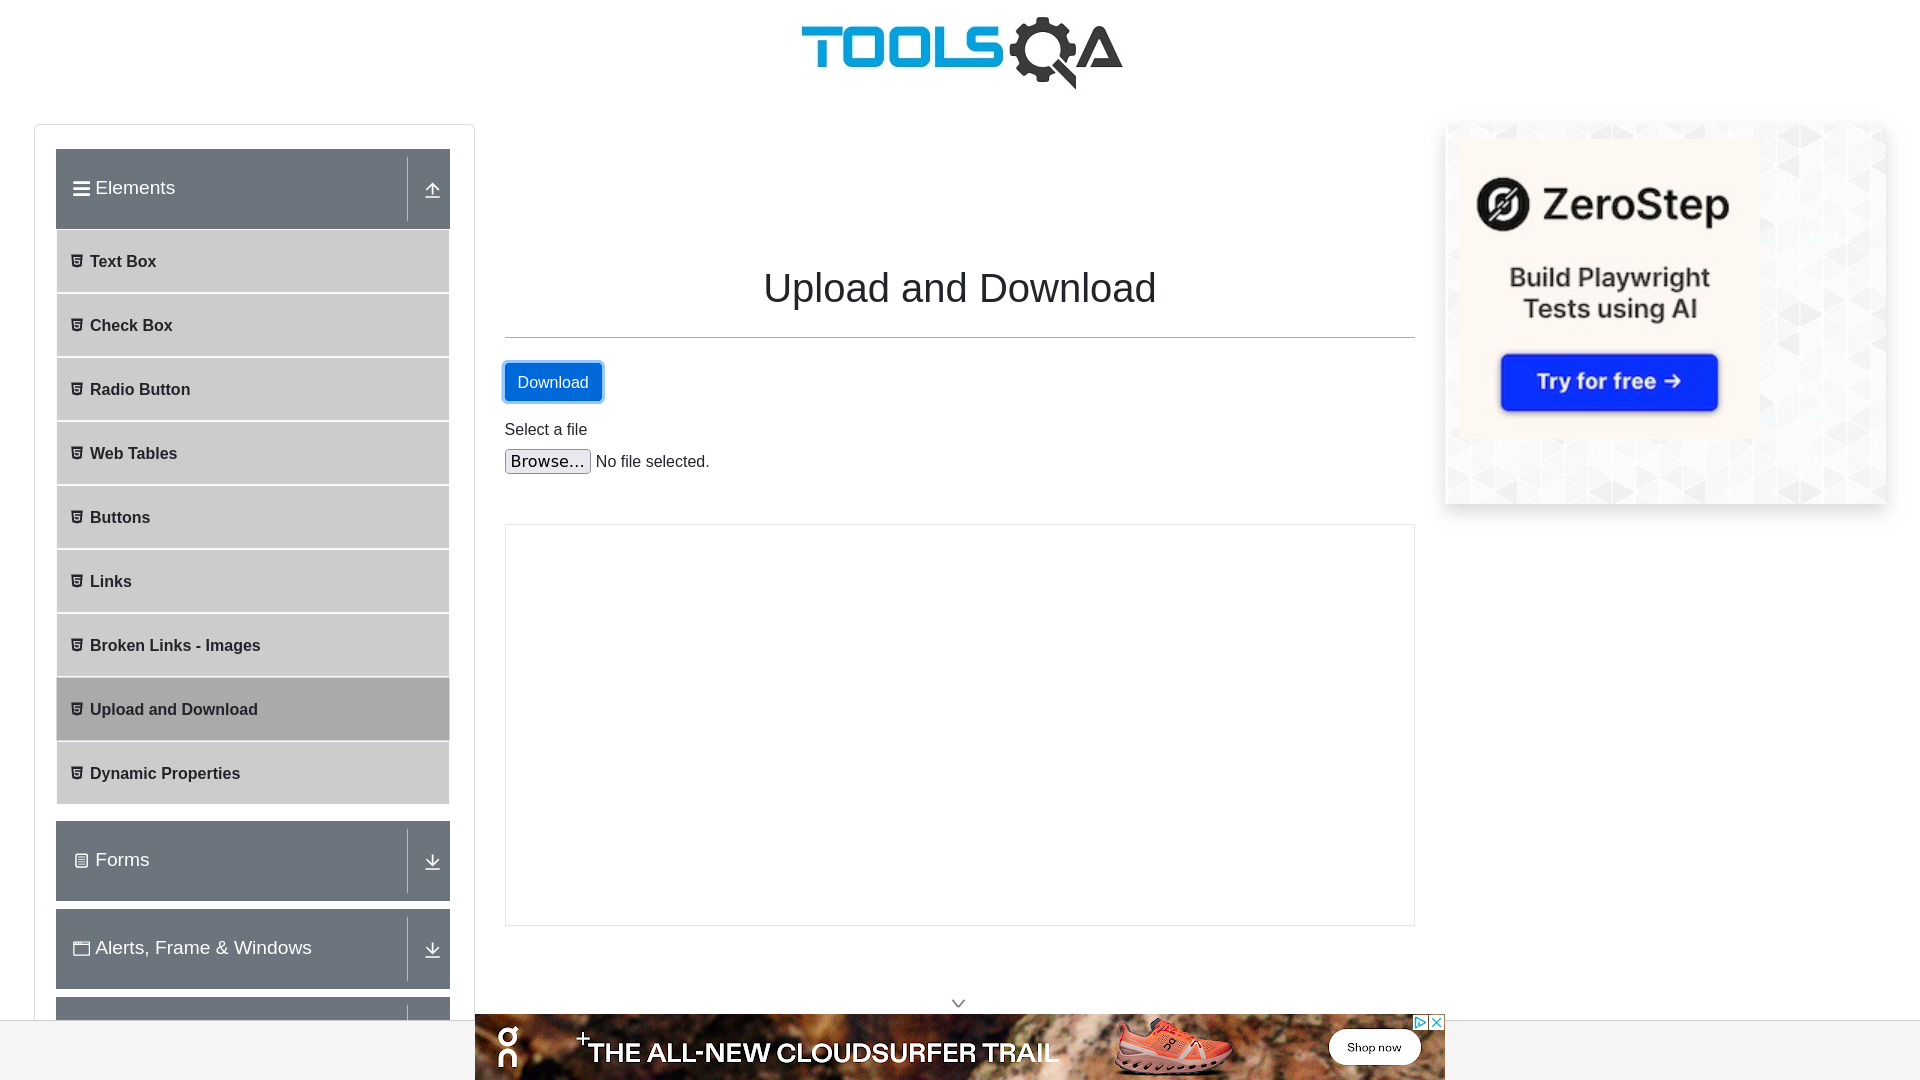 TOOLSQA
Elements
Text Box
Check Box
Radio Button
Web Tables
Buttons
Links
Broken Links - Images
Upload and Download
Dynamic Properties
Forms
Alerts, Frame & Windows
Upload and Download
Download
Select a file
Browse... No file selected.
ZeroStep
Build Playwright
Tests using AI
Try for free →
on
THE ALL-NEW CLOUDSURFER TRAIL
Shop now